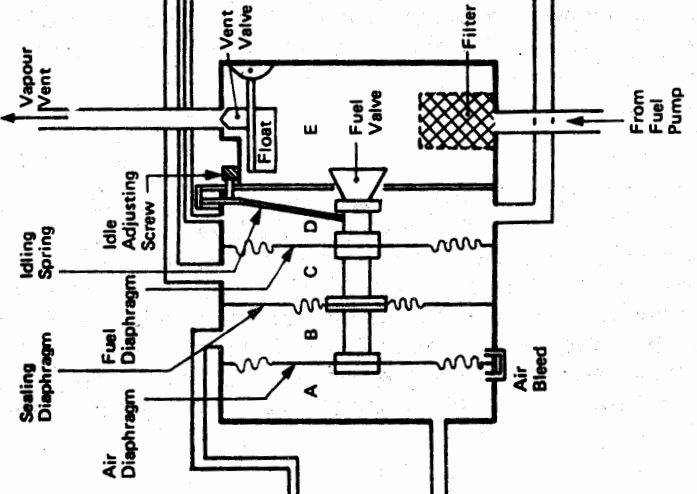 Vapour
Vent
Vent
Valve
Filter
Float
E
Fuel
Valve
From
Fuel
Pump
Idle
Adjusting
Screw
Idling
Spring
D
C
Fuel
Diaphragm
Sealing
Diaphragm
B
Air
Diaphragm
A
Air
Bleed